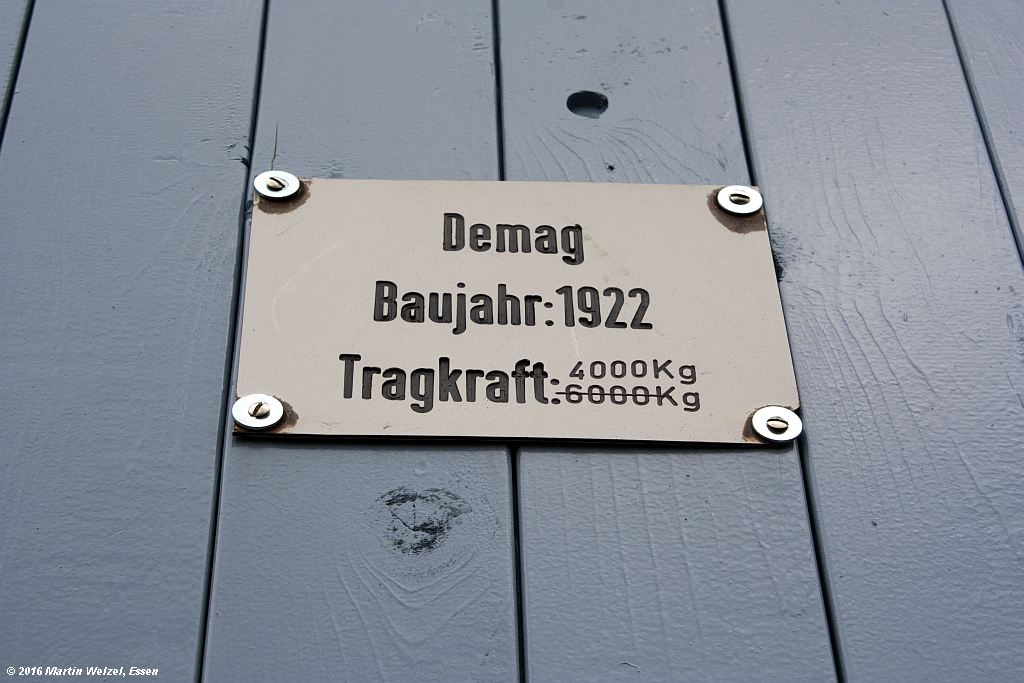 Demag
Baujahr: 1922
Tragkraft: 4000Kg
6000Kg
© 2016 Martin Welzel, Essen